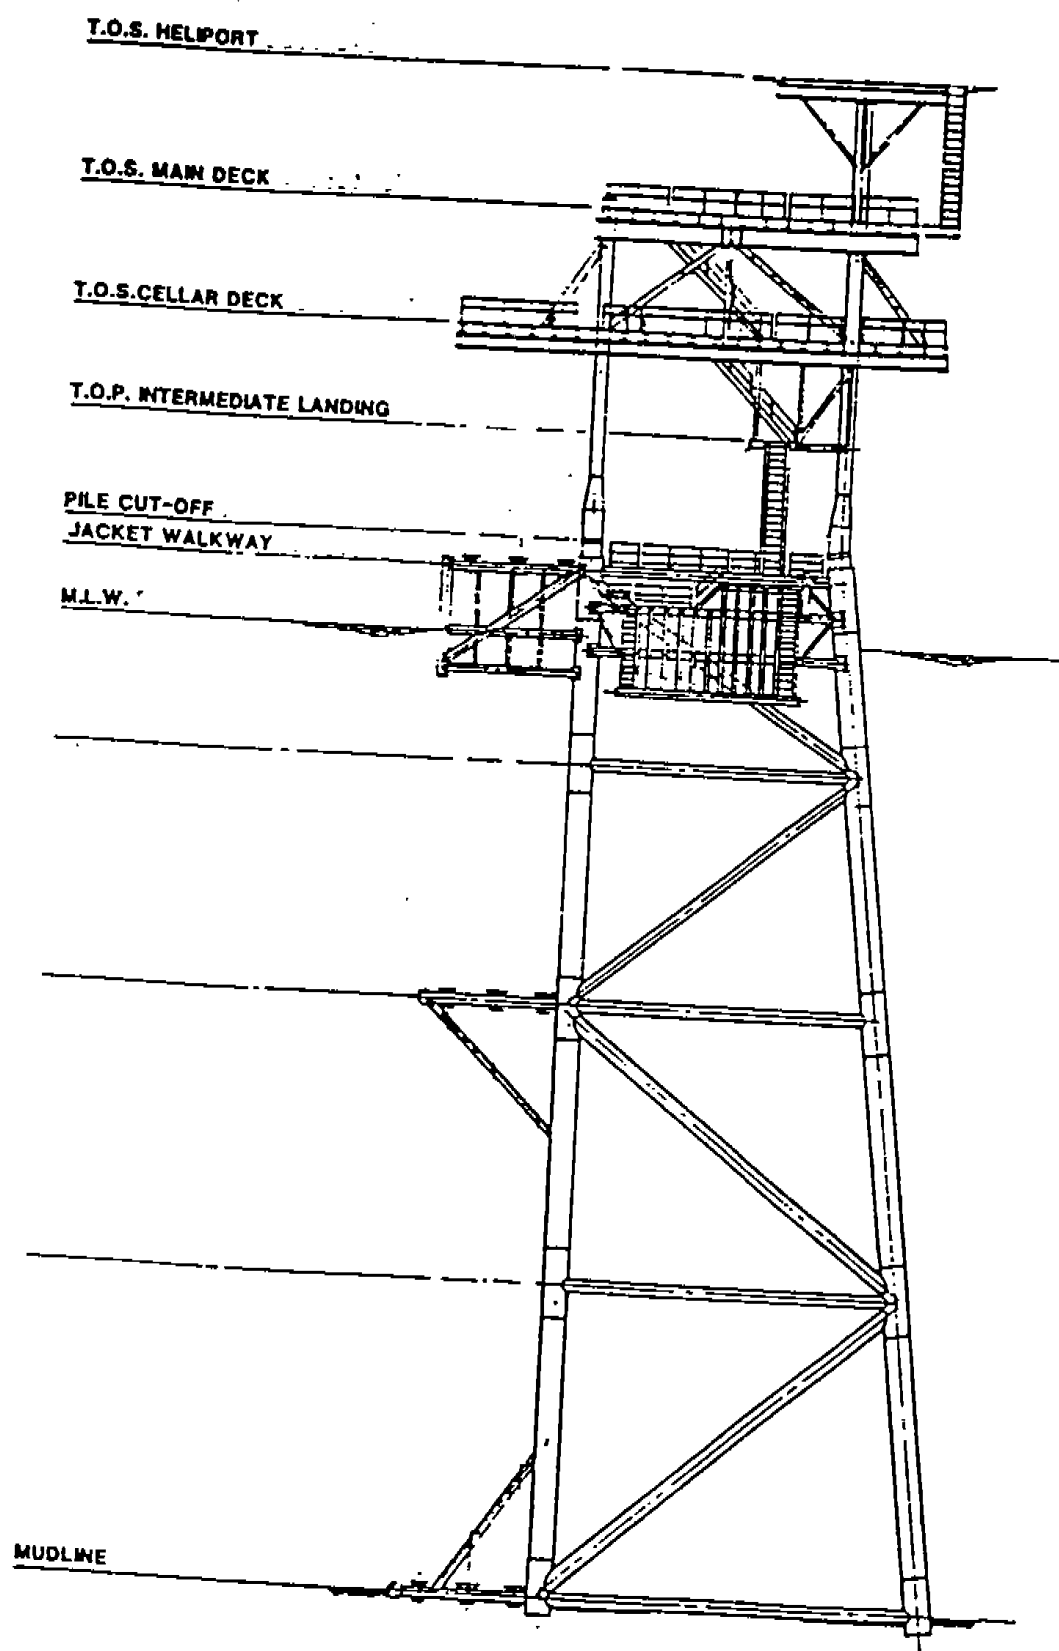 T.O.S. HELIPORT
T.O.S. MAIN DECK
T.O.S. CELLAR DECK
T.O.P. INTERMEDIATE LANDING
PILE CUT-OFF
JACKET WALKWAY
M.L.W.
MUDLINE